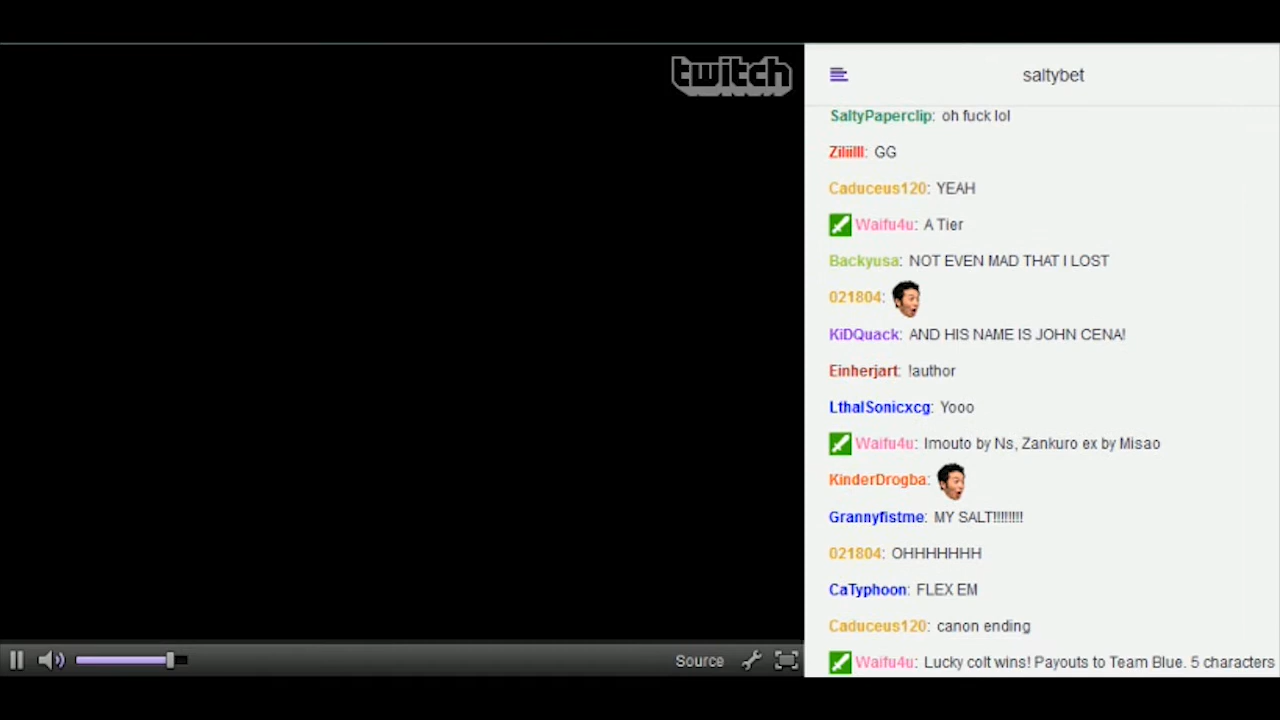 twitch
saltybet
SaltyPaperclip: oh fuck lol
Ziliilll: GG
Caduceus120: YEAH
Waifu4u: A Tier
Backyusa: NOT EVEN MAD THAT I LOST
021804:
KiDQuack: AND HIS NAME IS JOHN CENA!
Einherjart: !author
LthalSonicxcg: Yooo
Waifu4u: Imouto by Ns, Zankuro ex by Misao
KinderDrogba:
Grannyfistme: MY SALT!!!!!!!!
021804: OHHHHHHH
CaTyphoon: FLEX EM
Caduceus120: canon ending
Waifu4u: Lucky colt wins! Payouts to Team Blue. 5 characters
Source